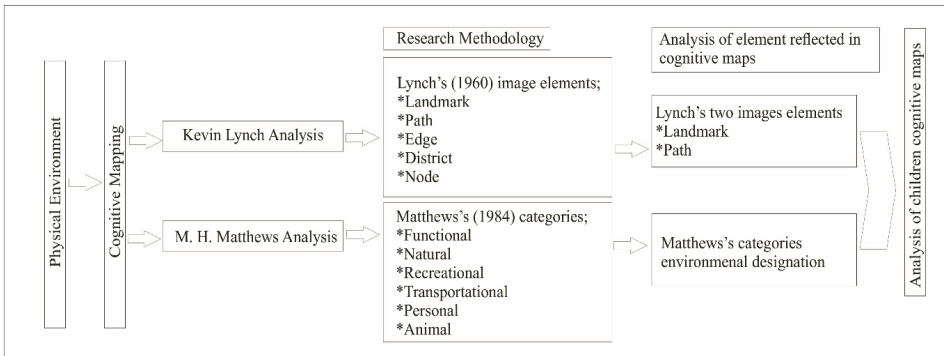 Physical Environment
Cognitive Mapping
Kevin Lynch Analysis
M. H. Matthews Analysis
Research Methodology
Lynch's (1960) image elements;
*Landmark
*Path
*Edge
*District
*Node
Matthews's (1984) categories;
*Functional
*Natural
*Recreational
*Transportational
*Personal
*Animal
Analysis of element reflected in
cognitive maps
Lynch's two images elements
*Landmark
*Path
Matthews's categories
environmenal designation
Analysis of children cognitive maps